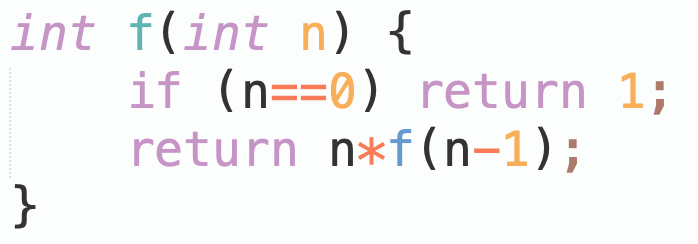 int f(int n) {
    if (n==0) return 1;
    return n*f(n-1);
}